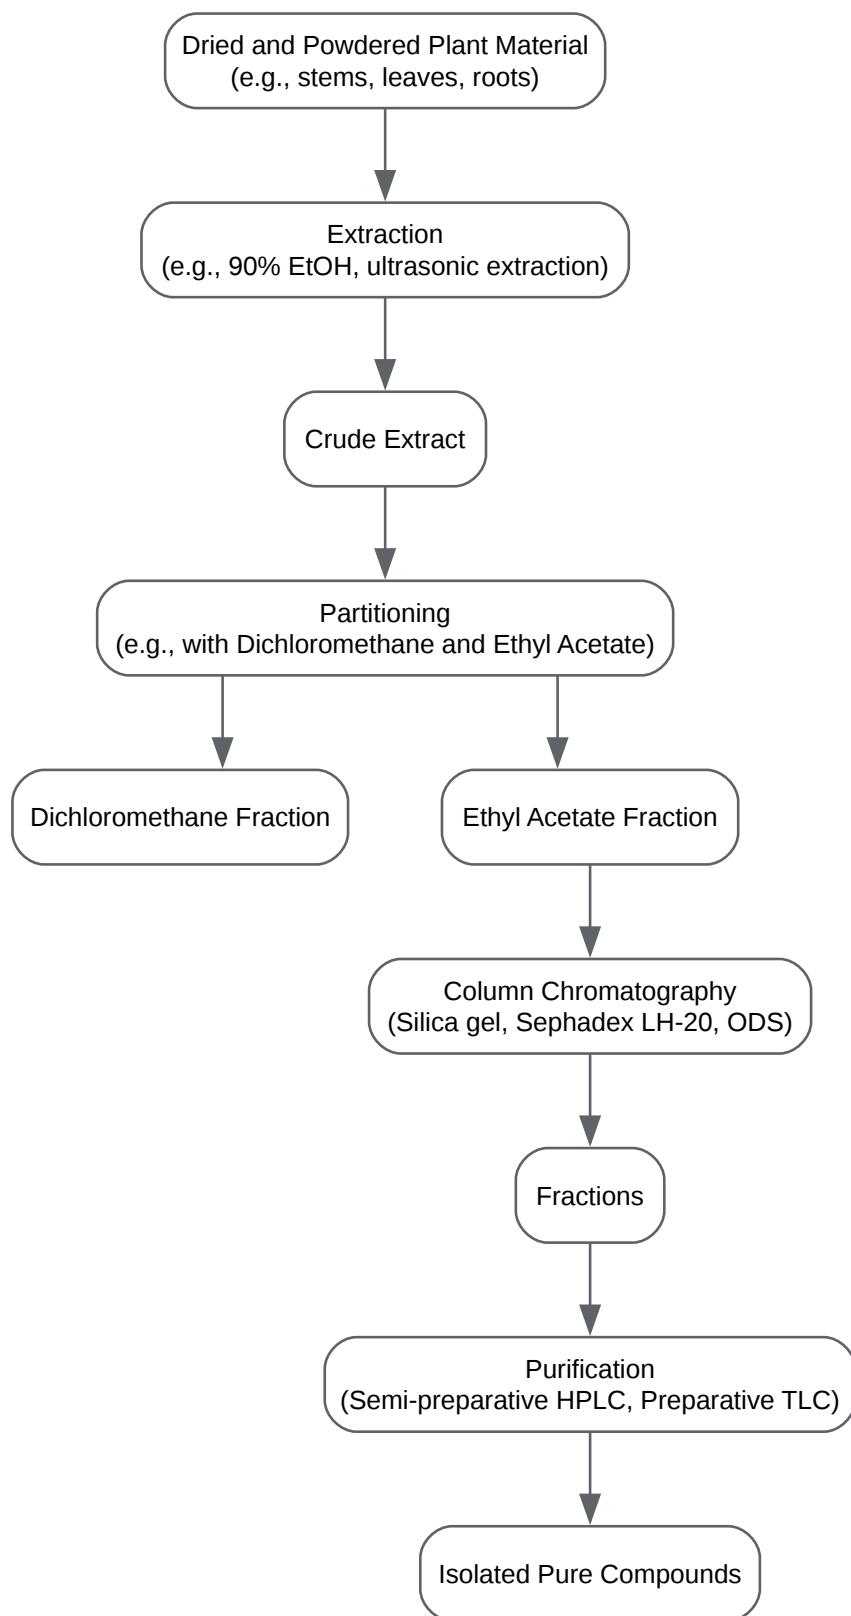 Dried and Powdered Plant Material
(e.g., stems, leaves, roots)
Extraction
(e.g., 90% EtOH, ultrasonic extraction)
Crude Extract
Partitioning
(e.g., with Dichloromethane and Ethyl Acetate)
Dichloromethane Fraction
Ethyl Acetate Fraction
Column Chromatography
(Silica gel, Sephadex LH-20, ODS)
Fractions
Purification
(Semi-preparative HPLC, Preparative TLC)
Isolated Pure Compounds